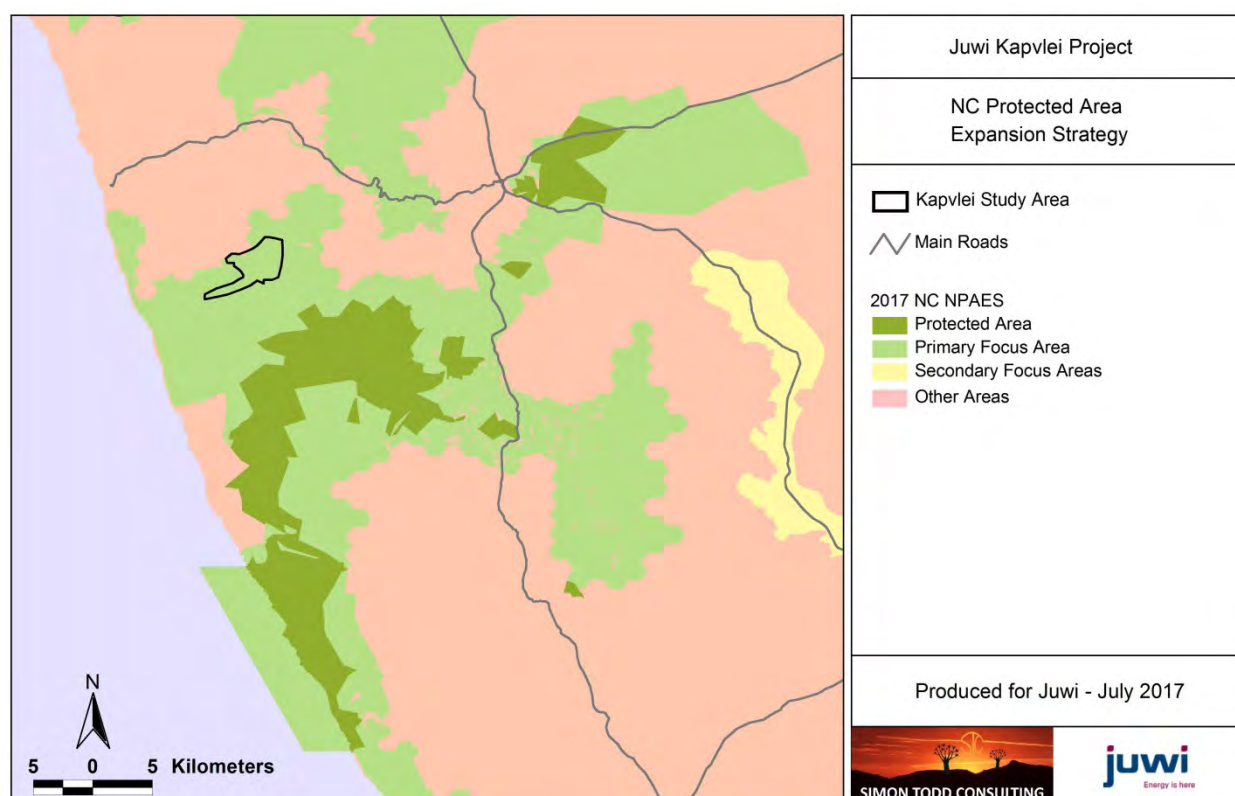 Juwi Kapvlei Project
NC Protected Area
Expansion Strategy
Kapvlei Study Area
Main Roads
2017 NC NPAES
Protected Area
Primary Focus Area
Secondary Focus Areas
Other Areas
N
5 0 5 Kilometers
Produced for Juwi - July 2017
SIMON TODD CONSULTING
juwi
Energy is here